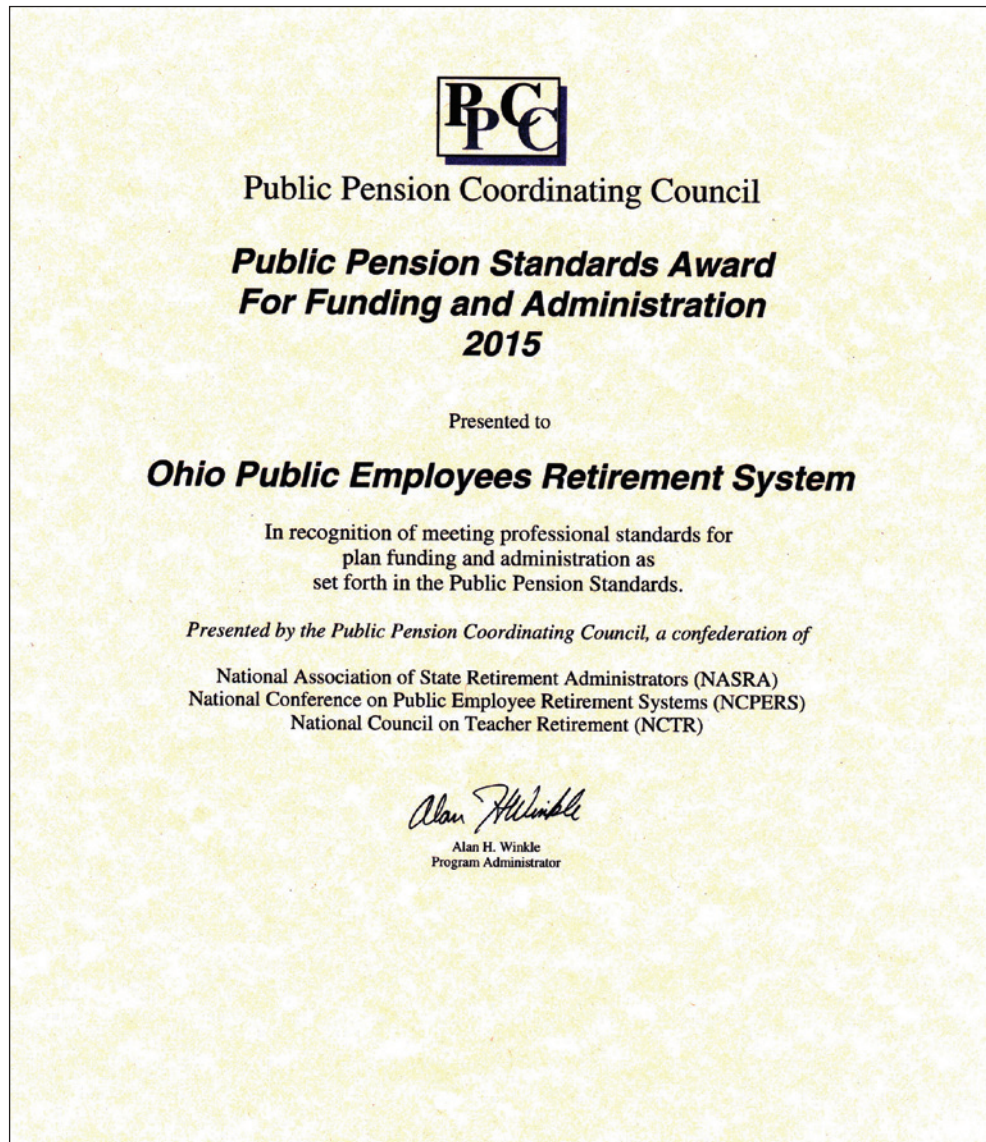 PPCC
Public Pension Coordinating Council
Public Pension Standards Award
For Funding and Administration
2015
Presented to
Ohio Public Employees Retirement System
In recognition of meeting professional standards for
plan funding and administration as
set forth in the Public Pension Standards.
Presented by the Public Pension Coordinating Council, a confederation of
National Association of State Retirement Administrators (NASRA)
National Conference on Public Employee Retirement Systems (NCPERS)
National Council on Teacher Retirement (NCTR)
Alan H Winkle
Alan H. Winkle
Program Administrator